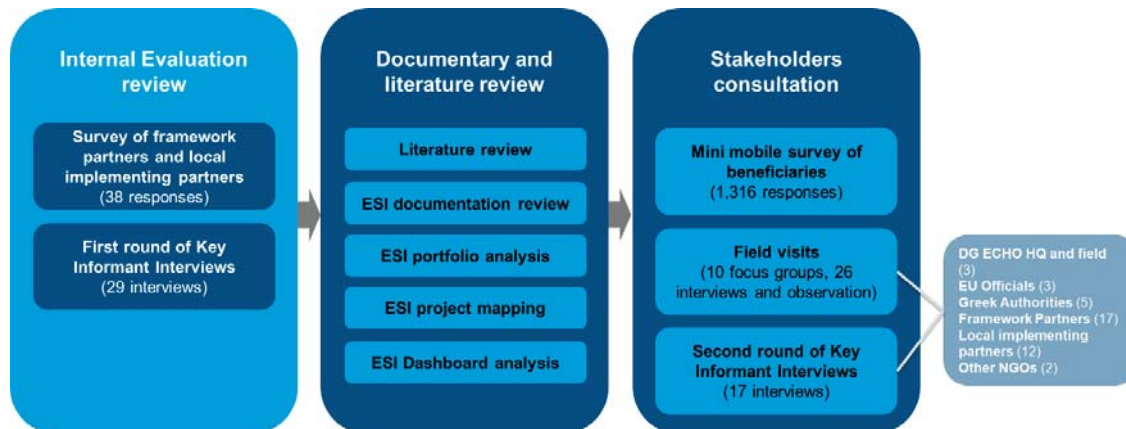 Internal Evaluation
review
Survey of framework
partners and local
implementing partners
(38 responses)
First round of Key
Informant Interviews
(29 interviews)
Documentary and
literature review
Literature review
ESI documentation review
ESI portfolio analysis
ESI project mapping
ESI Dashboard analysis
Stakeholders
consultation
Mini mobile survey of
beneficiaries
(1,316 responses)
Field visits
(10 focus groups, 26
interviews and observation)
Second round of Key
Informant Interviews
(17 interviews)
DG ECHO HQ and field
(3)
EU Officials (3)
Greek Authorities (5)
Framework Partners (17)
Local implementing
partners (12)
Other NGOs (2)